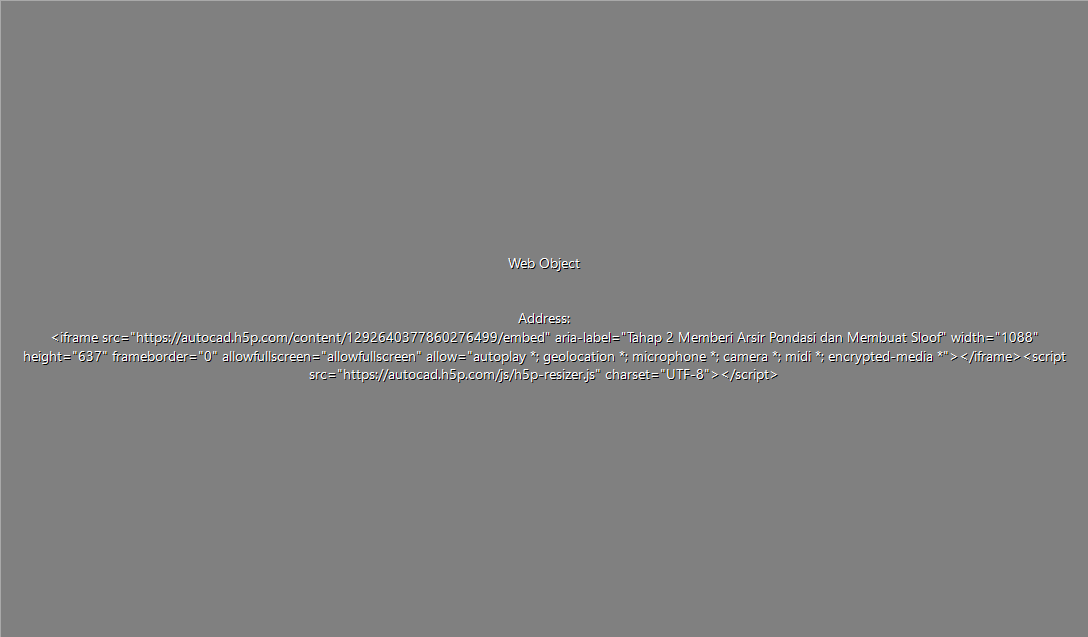 Web Object
Address:
<iframe src="https://autocad.h5p.com/content/1292640377860276499/embed" aria-label="Tahap 2 Memberi Arsir Pondasi dan Membuat Sloof" width="1088"
height="637" frameborder="0" allowfullscreen="allowfullscreen" allow="autoplay *; geolocation *; microphone *; camera *; midi *; encrypted-media *"></iframe><script
src="https://autocad.h5p.com/js/h5p-resizer.js" charset="UTF-8"></script>